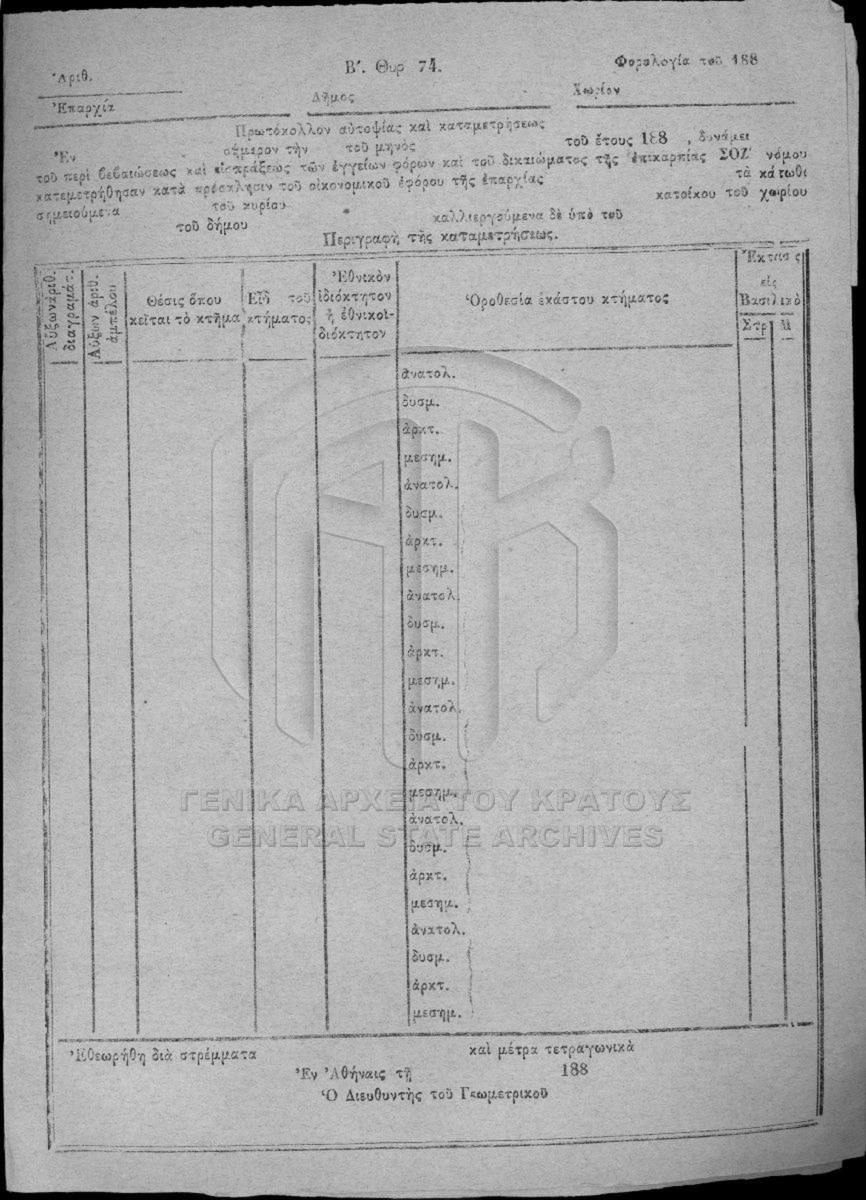 Ἀριθ. Β΄. Θυρ 74. Φορολογία τοῦ 188
Ἐπαρχία Δῆμος Χωρίον
Πρωτόκολλον αὐτοψίας καὶ καταμετρήσεως
Ἐν σήμερον τὴν τοῦ μηνὸς τοῦ ἔτους 188 , δυνάμει
τοῦ περὶ βεβαιώσεως καὶ εἰσπράξεως τῶν ἐγγείων φόρων καὶ τοῦ δικαιώματος τῆς ἐπικαρπίας ΣΟΖ΄ νόμου
κατεμετρήθησαν κατὰ πρόσκλησιν τοῦ οἰκονομικοῦ ἐφόρου τῆς ἐπαρχίας τὰ κάτωθι
σημειούμενα τοῦ κυρίου κατοίκου τοῦ χωρίου
τοῦ δήμου καλλιεργούμενα δὲ ὑπὸ τοῦ
Περιγραφὴ τῆς καταμετρήσεως.
Αὔξων ἀριθ.
διαγραμάτ.
Αὔξων ἀριθ.
ἀμπέλου
Θέσις ὅπου
κεῖται τὸ κτῆμα
Εἶδ τοῦ
κτήματος
Ἐθνικὸν
ἰδιόκτητον
ἢ ἐθνικοϊ-
διόκτητον
Ὁροθεσία ἑκάστου κτήματος
Ἔκτασις
εἰς
Βασιλικὸ
Στρ Μ
ἀνατολ.
δυσμ.
ἀρκτ.
μεσημ.
ἀνατολ.
δυσμ.
ἀρκτ.
μεσημ.
ἀνατολ.
δυσμ.
ἀρκτ.
μεσημ.
ἀνατολ.
δυσμ.
ἀρκτ.
μεσημ.
ἀνατολ.
δυσμ.
ἀρκτ.
μεσημ.
ἀνατολ.
δυσμ.
ἀρκτ.
μεσημ.
ΓΕΝΙΚΑ ΑΡΧΕΙΑ ΤΟΥ ΚΡΑΤΟΥΣ
GENERAL STATE ARCHIVES
Ἐθεωρήθη διὰ στρέμματα καὶ μέτρα τετραγωνικὰ
Ἐν Ἀθήναις τῇ 188
Ὁ Διευθυντὴς τοῦ Γεωμετρικοῦ